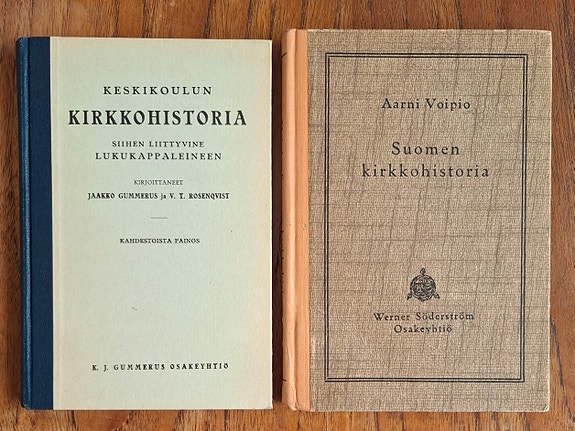 KESKIKOULUN
KIRKKOHISTORIA
SIIHEN LIITTYVINE
LUKUKAPPALEINEEN
KIRJOITTANEET
JAAKKO GUMMERUS ja V. T. ROSENQVIST
KAHDESTOISTA PAINOS
K. J. GUMMERUS OSAKEYHTIÖ
Aarni Voipio
Suomen
kirkkohistoria
Werner Söderström
Osakeyhtiö